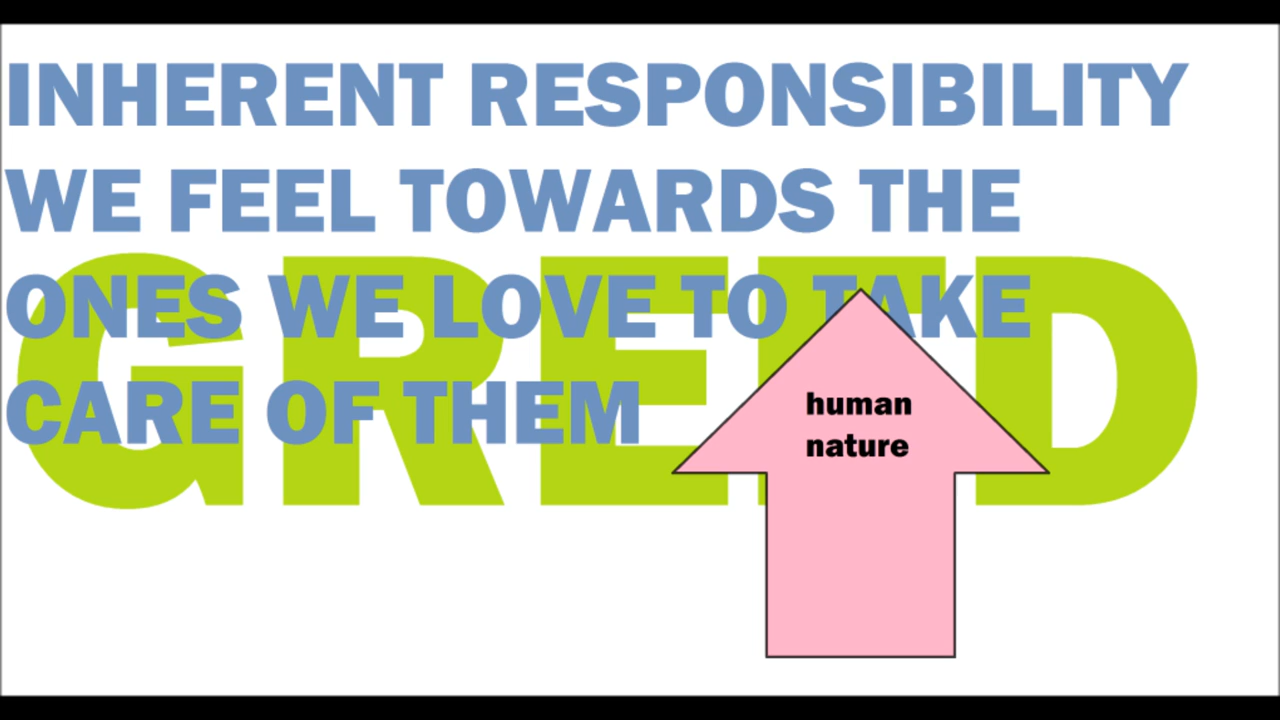 INHERENT RESPONSIBILITY
WE FEEL TOWARDS THE
ONES WE LOVE TO TAKE
CARE OF THEM
GREED
human
nature